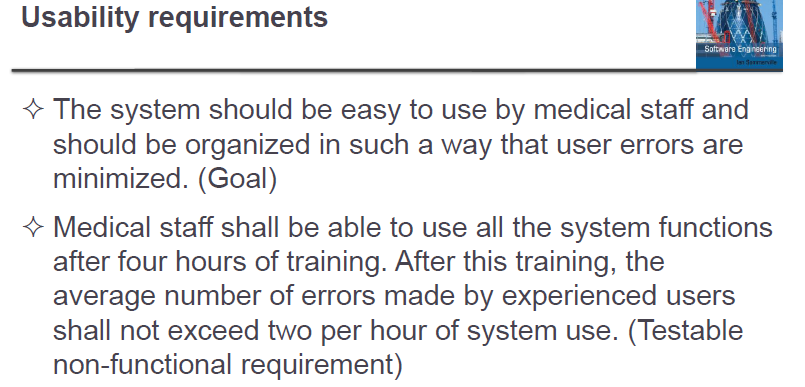 Usability requirements
Software Engineering
Ian Sommerville
✧ The system should be easy to use by medical staff and
should be organized in such a way that user errors are
minimized. (Goal)
✧ Medical staff shall be able to use all the system functions
after four hours of training. After this training, the
average number of errors made by experienced users
shall not exceed two per hour of system use. (Testable
non-functional requirement)